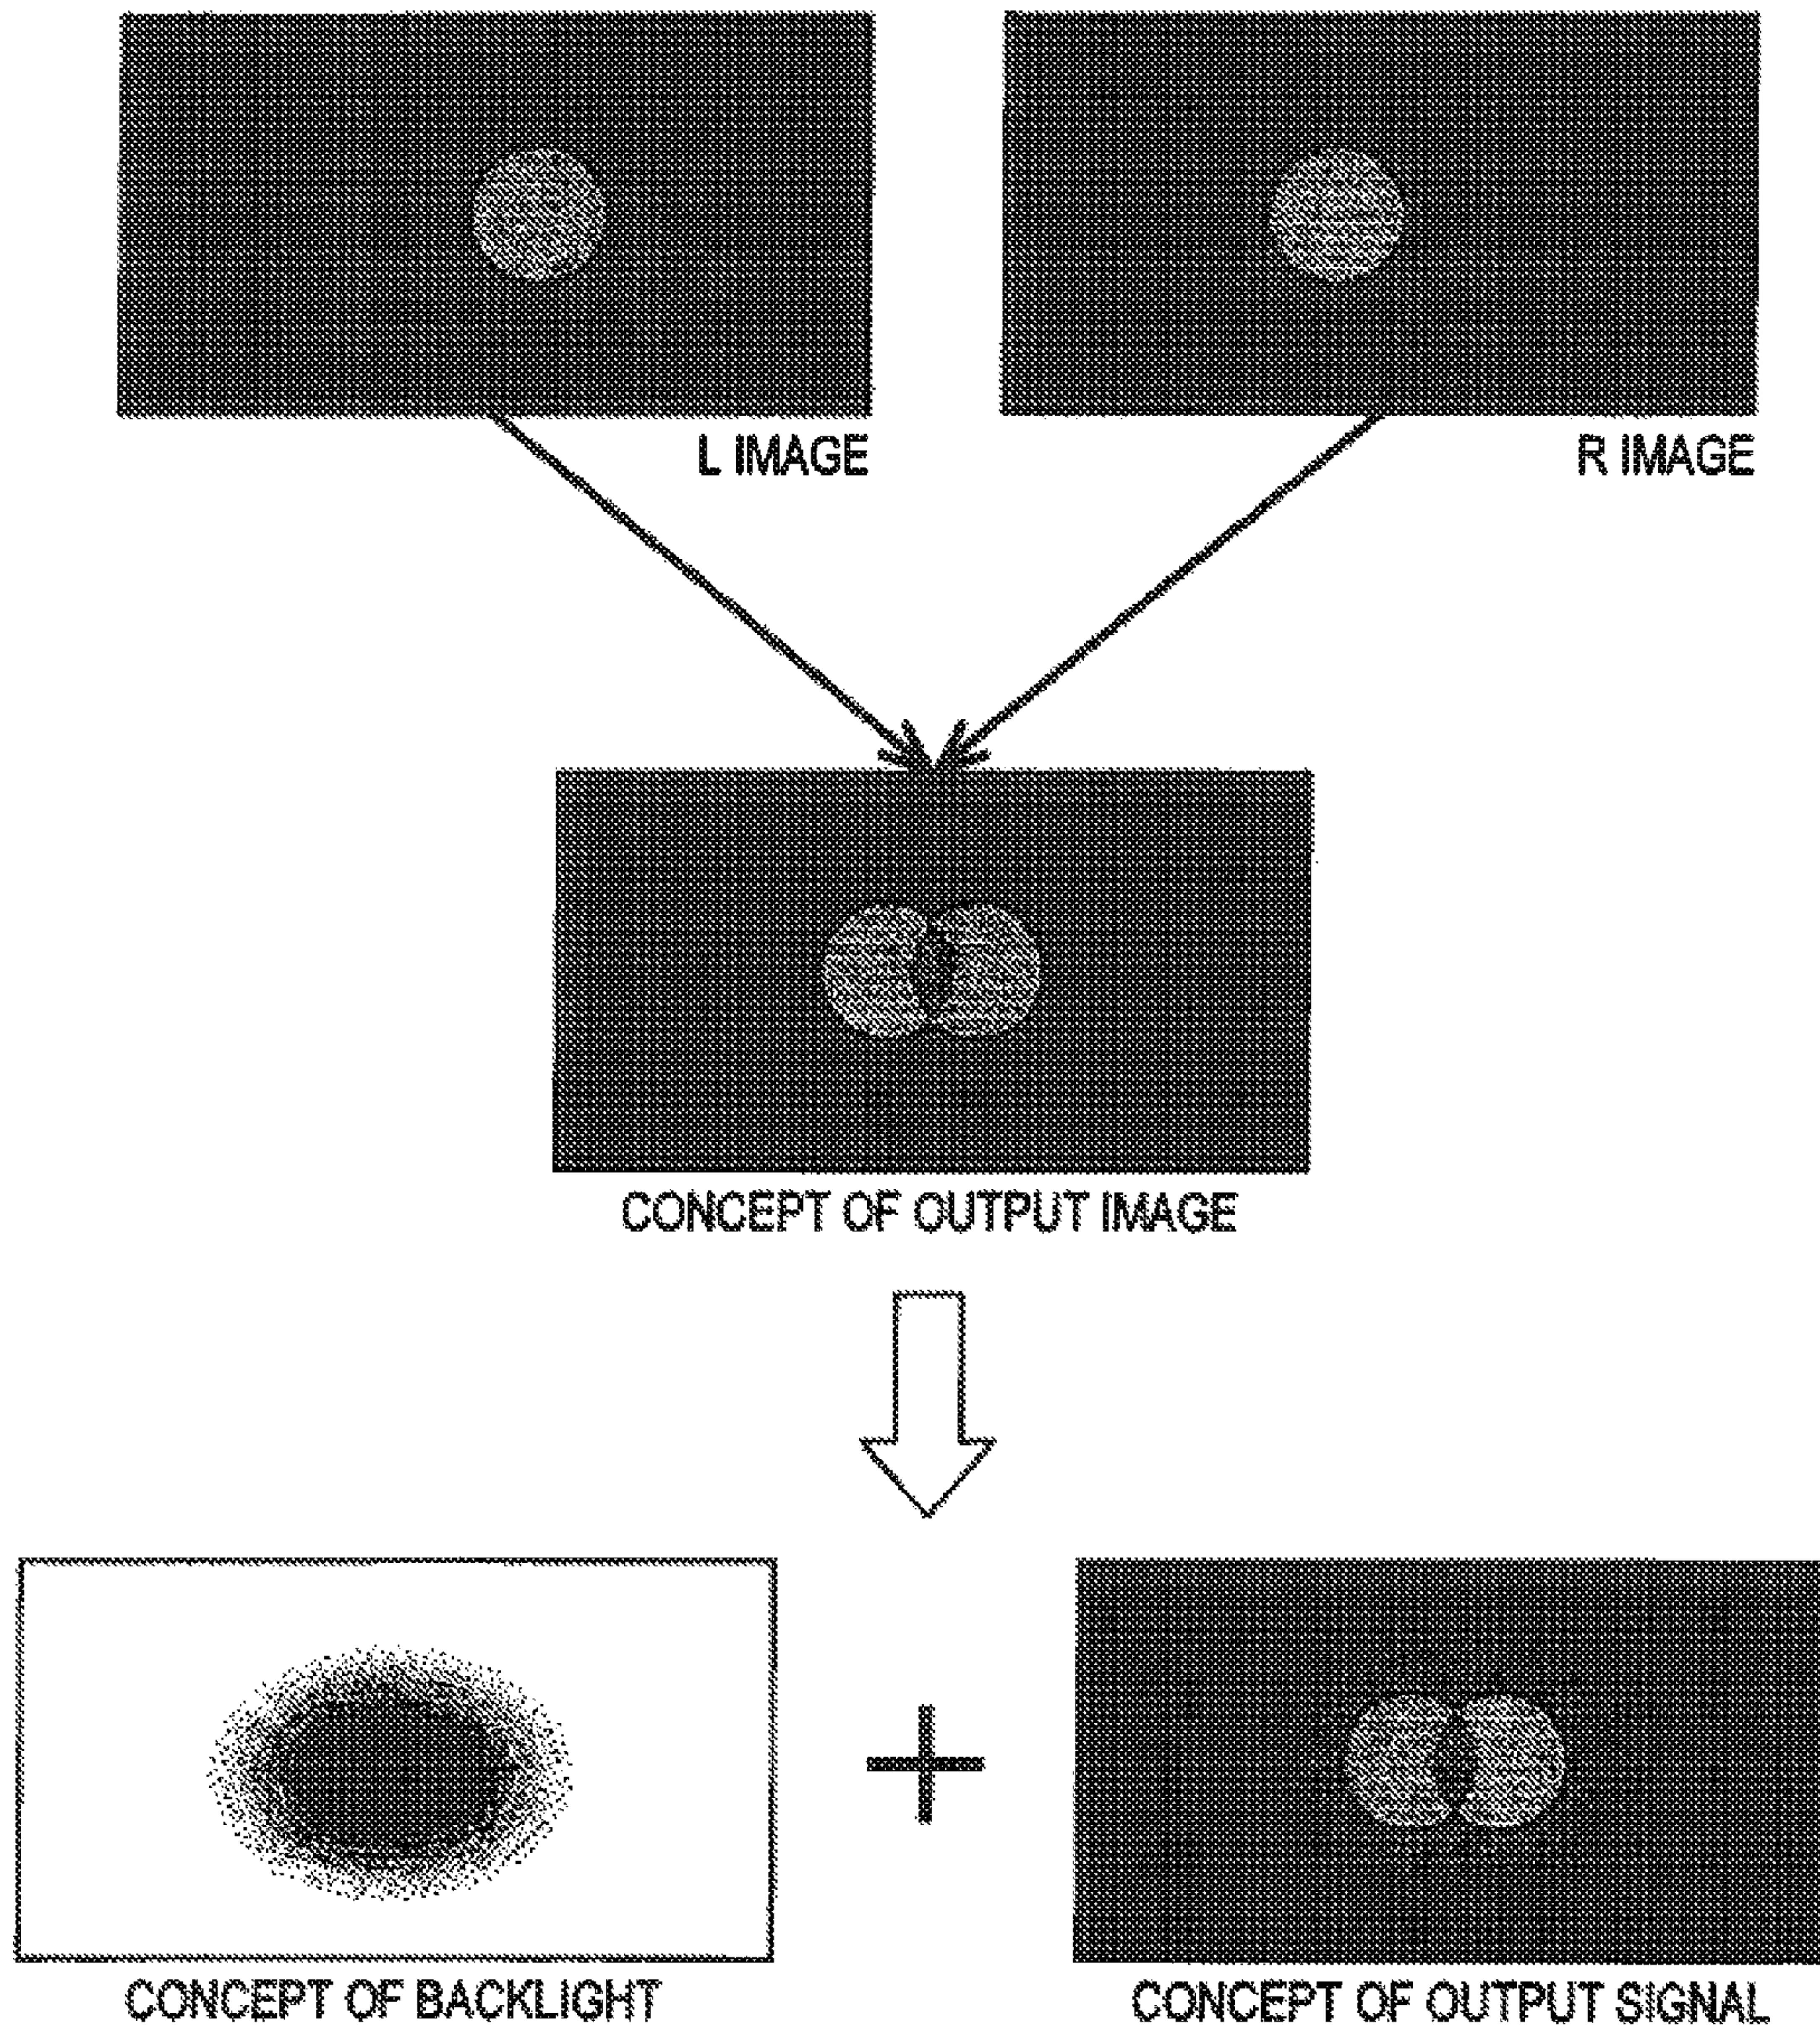 L IMAGE
R IMAGE
CONCEPT OF OUTPUT IMAGE
CONCEPT OF BACKLIGHT
CONCEPT OF OUTPUT SIGNAL